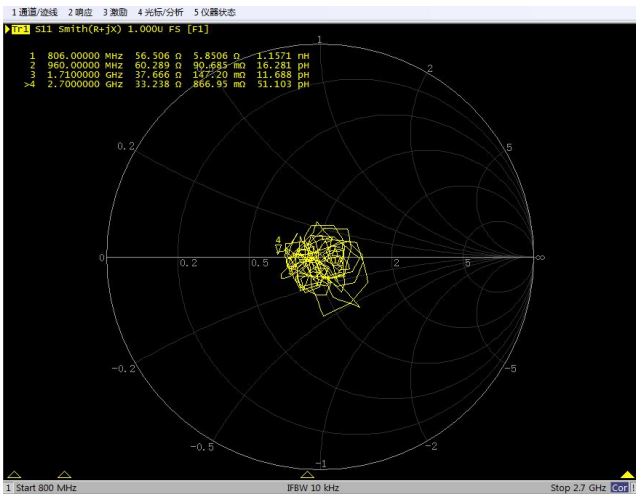 1 通道/迹线 2 响应 3 激励 4 光标/分析 5 仪器状态
Tr1 S11 Smith(R+jX) 1.000U FS [F1]
1 806.00000 MHz 56.506 Ω 5.8506 Ω 1.1571 nH
2 960.00000 MHz 60.289 Ω 90.685 mΩ 16.281 pH
3 1.7100000 GHz 37.666 Ω 147.20 mΩ 11.688 pH
>4 2.7000000 GHz 33.238 Ω 866.95 mΩ 51.103 pH
1
2
0.2
5
4
0
0.2
0.5
2
5
∞
-0.2
-5
-0.5
-2
-1
1 Start 800 MHz IFBW 10 kHz Stop 2.7 GHz Cor !